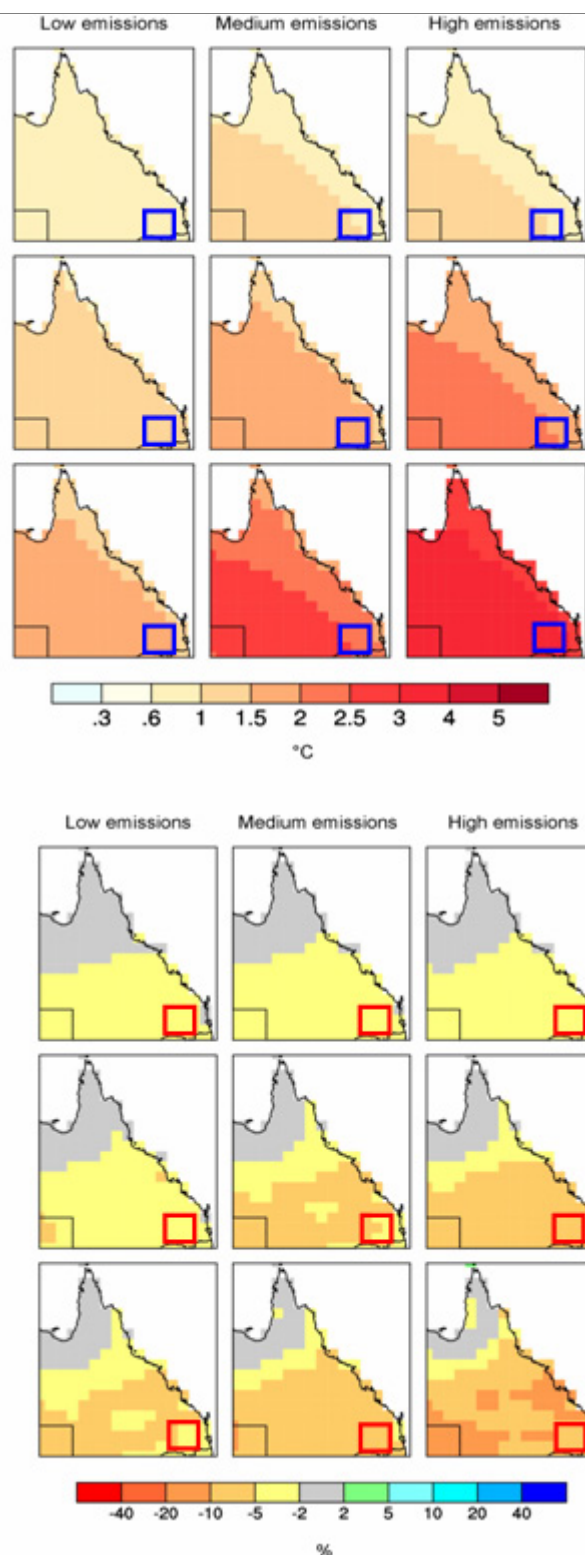 Low emissions Medium emissions High emissions
.3 .6 1 1.5 2 2.5 3 4 5
°C
Low emissions Medium emissions High emissions
-40 -20 -10 -5 -2 2 5 10 20 40
%